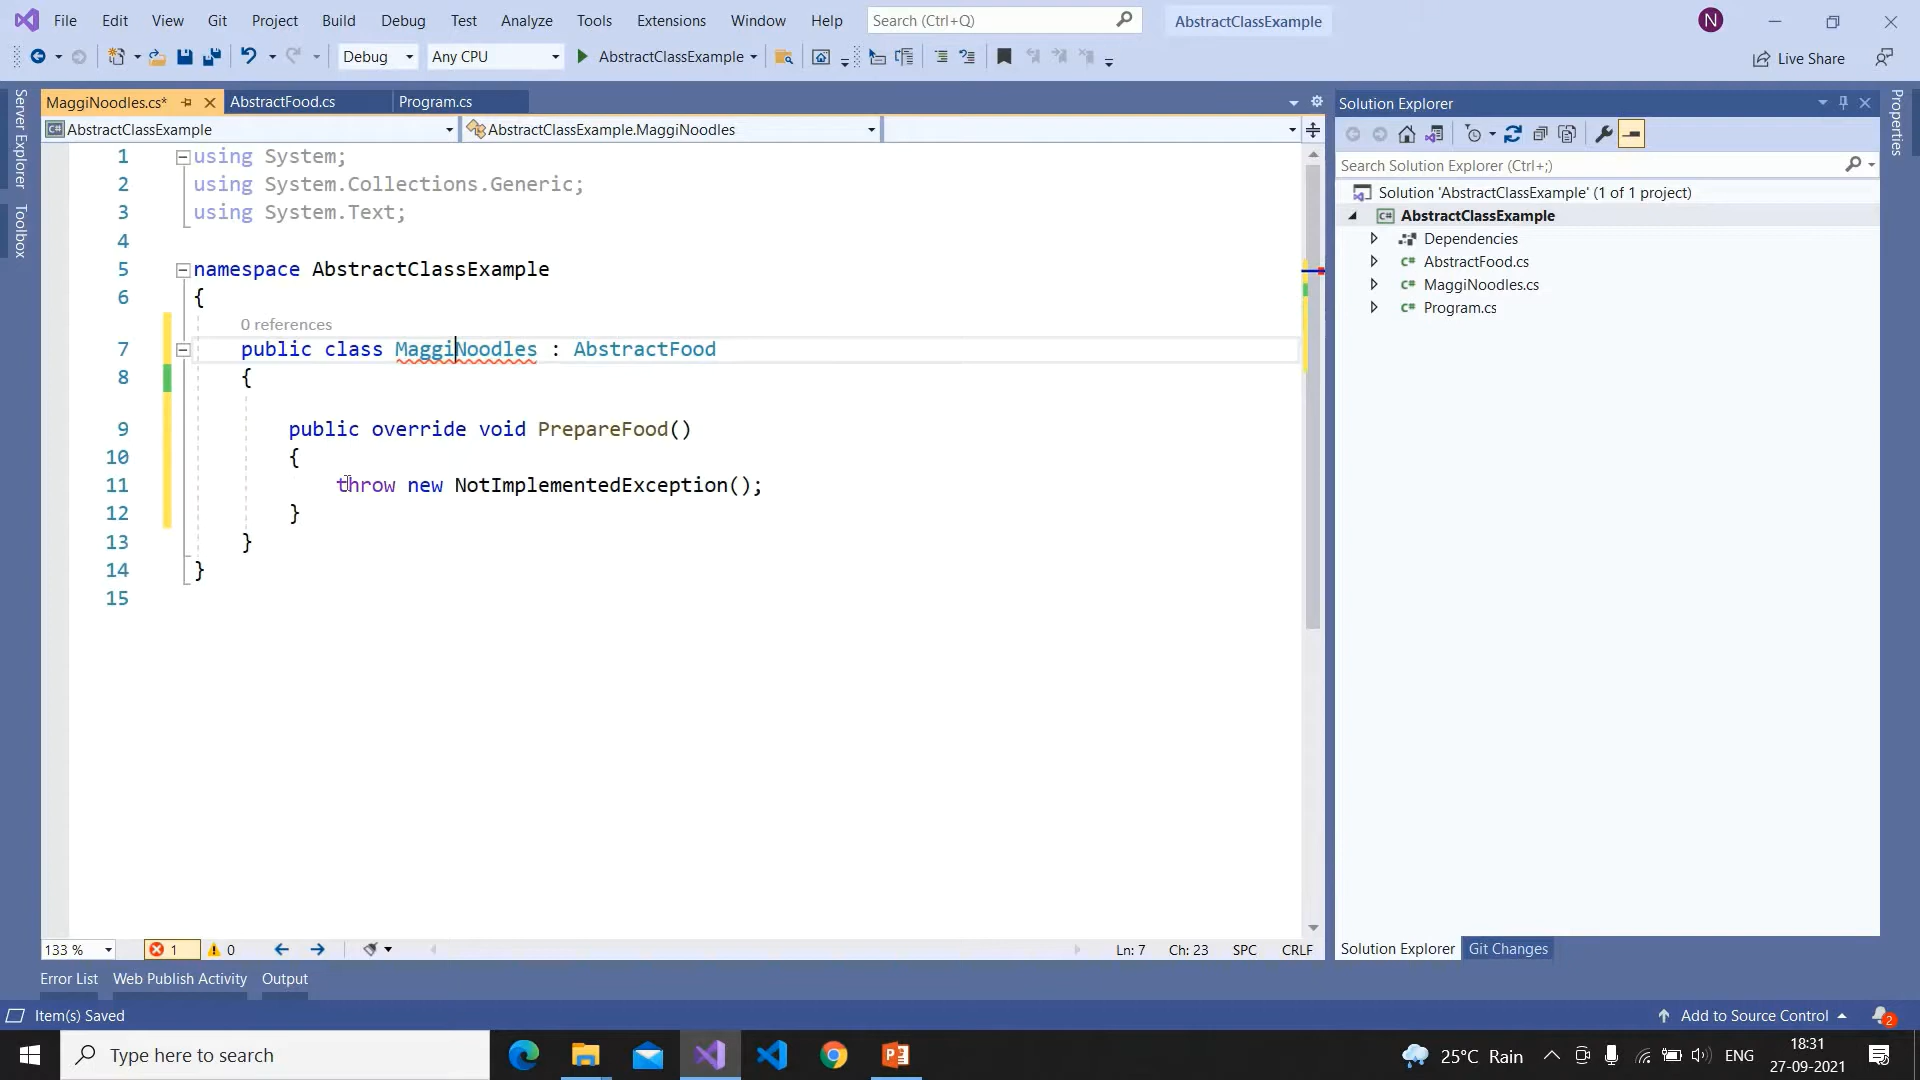 File Edit View Git Project Build Debug Test Analyze Tools Extensions Window Help Search (Ctrl+Q) AbstractClassExample N
Debug Any CPU AbstractClassExample Live Share
Server Explorer
Toolbox
MaggiNoodles.cs* AbstractFood.cs Program.cs
AbstractClassExample AbstractClassExample.MaggiNoodles
1 using System;
2 using System.Collections.Generic;
3 using System.Text;
4
5 namespace AbstractClassExample
6 {
0 references
7 public class MaggiNoodles : AbstractFood
8 {
9 public override void PrepareFood()
10 {
11 throw new NotImplementedException();
12 }
13 }
14 }
15
133 % 1 0 Ln: 7 Ch: 23 SPC CRLF
Solution Explorer
Search Solution Explorer (Ctrl+;)
Solution 'AbstractClassExample' (1 of 1 project)
C# AbstractClassExample
Dependencies
C# AbstractFood.cs
C# MaggiNoodles.cs
C# Program.cs
Solution Explorer Git Changes
Properties
Error List Web Publish Activity Output
Item(s) Saved Add to Source Control 2
Type here to search 25°C Rain ENG 18:31
27-09-2021